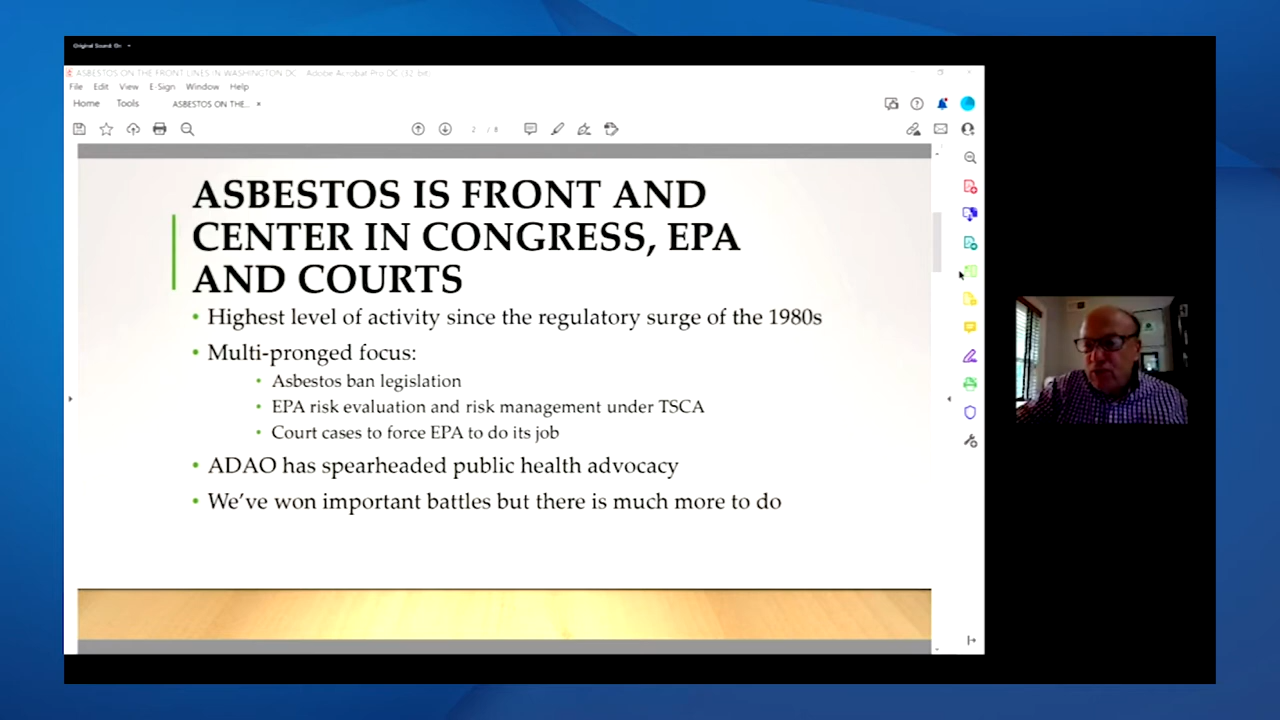 Original Sound: On
ASBESTOS ON THE FRONT LINES IN WASHINGTON DC - Adobe Acrobat Pro DC (32-bit)
File Edit View E-Sign Window Help
Home Tools ASBESTOS ON THE... ×
2 / 8
ASBESTOS IS FRONT AND
CENTER IN CONGRESS, EPA
AND COURTS
• Highest level of activity since the regulatory surge of the 1980s
• Multi-pronged focus:
• Asbestos ban legislation
• EPA risk evaluation and risk management under TSCA
• Court cases to force EPA to do its job
• ADAO has spearheaded public health advocacy
• We've won important battles but there is much more to do